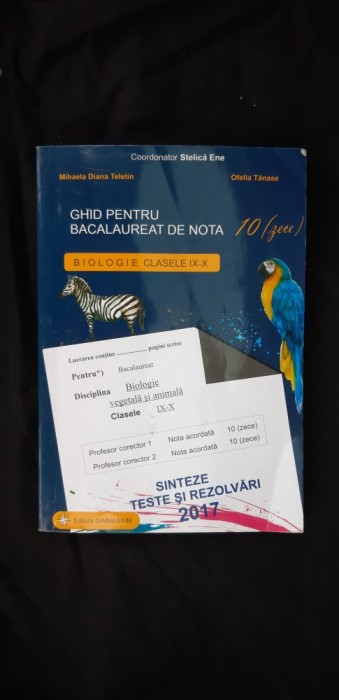 Coordonator Stelică Ene
Mihaela Diana Teletin
Ofelia Tănase
GHID PENTRU
BACALAUREAT DE NOTA 10 (zece)
BIOLOGIE CLASELE IX-X
Lucrarea conține ................ pagini scrise
Pentru*) Bacalaureat
Disciplina Biologie
vegetală și animală
Clasele IX-X
Profesor corector 1 Nota acordată 10 (zece)
Profesor corector 2 Nota acordată 10 (zece)
SINTEZE
TESTE ȘI REZOLVĂRI
2017
Editura GIMNASIUM